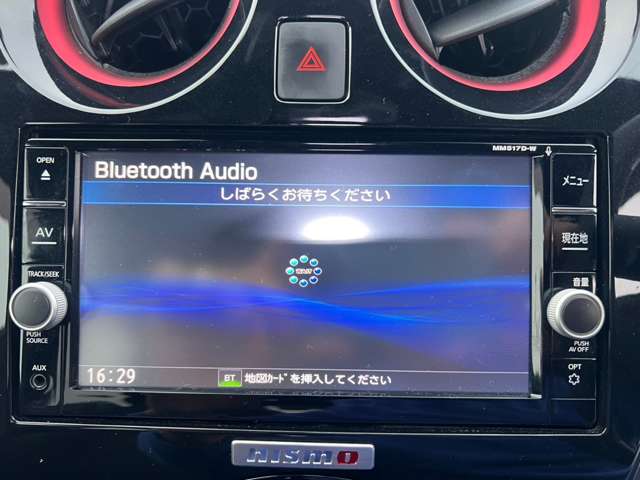 MM517D-W
OPEN
AV
TRACK/SEEK
PUSH
SOURCE
AUX
Bluetooth Audio
しばらくお待ちください
WAIT
16:29
BT 地図ｶｰﾄﾞを挿入してください
メニュー
現在地
音量
PUSH
AV OFF
OPT
nismo